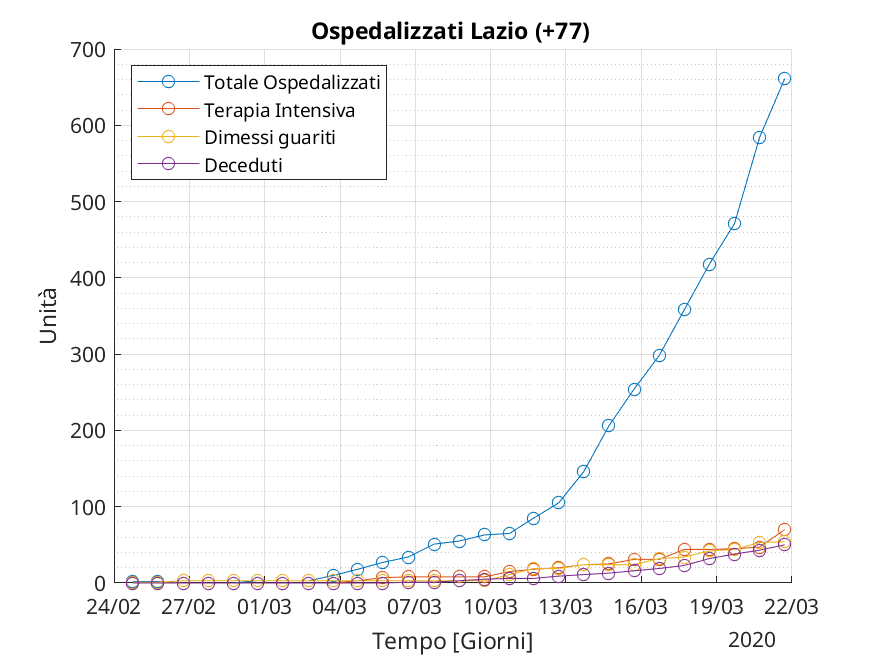 Ospedalizzati Lazio (+77)
700
600
500
400
300
200
100
0
Unità
Totale Ospedalizzati
Terapia Intensiva
Dimessi guariti
Deceduti
24/02 27/02 01/03 04/03 07/03 10/03 13/03 16/03 19/03 22/03
Tempo [Giorni]
2020